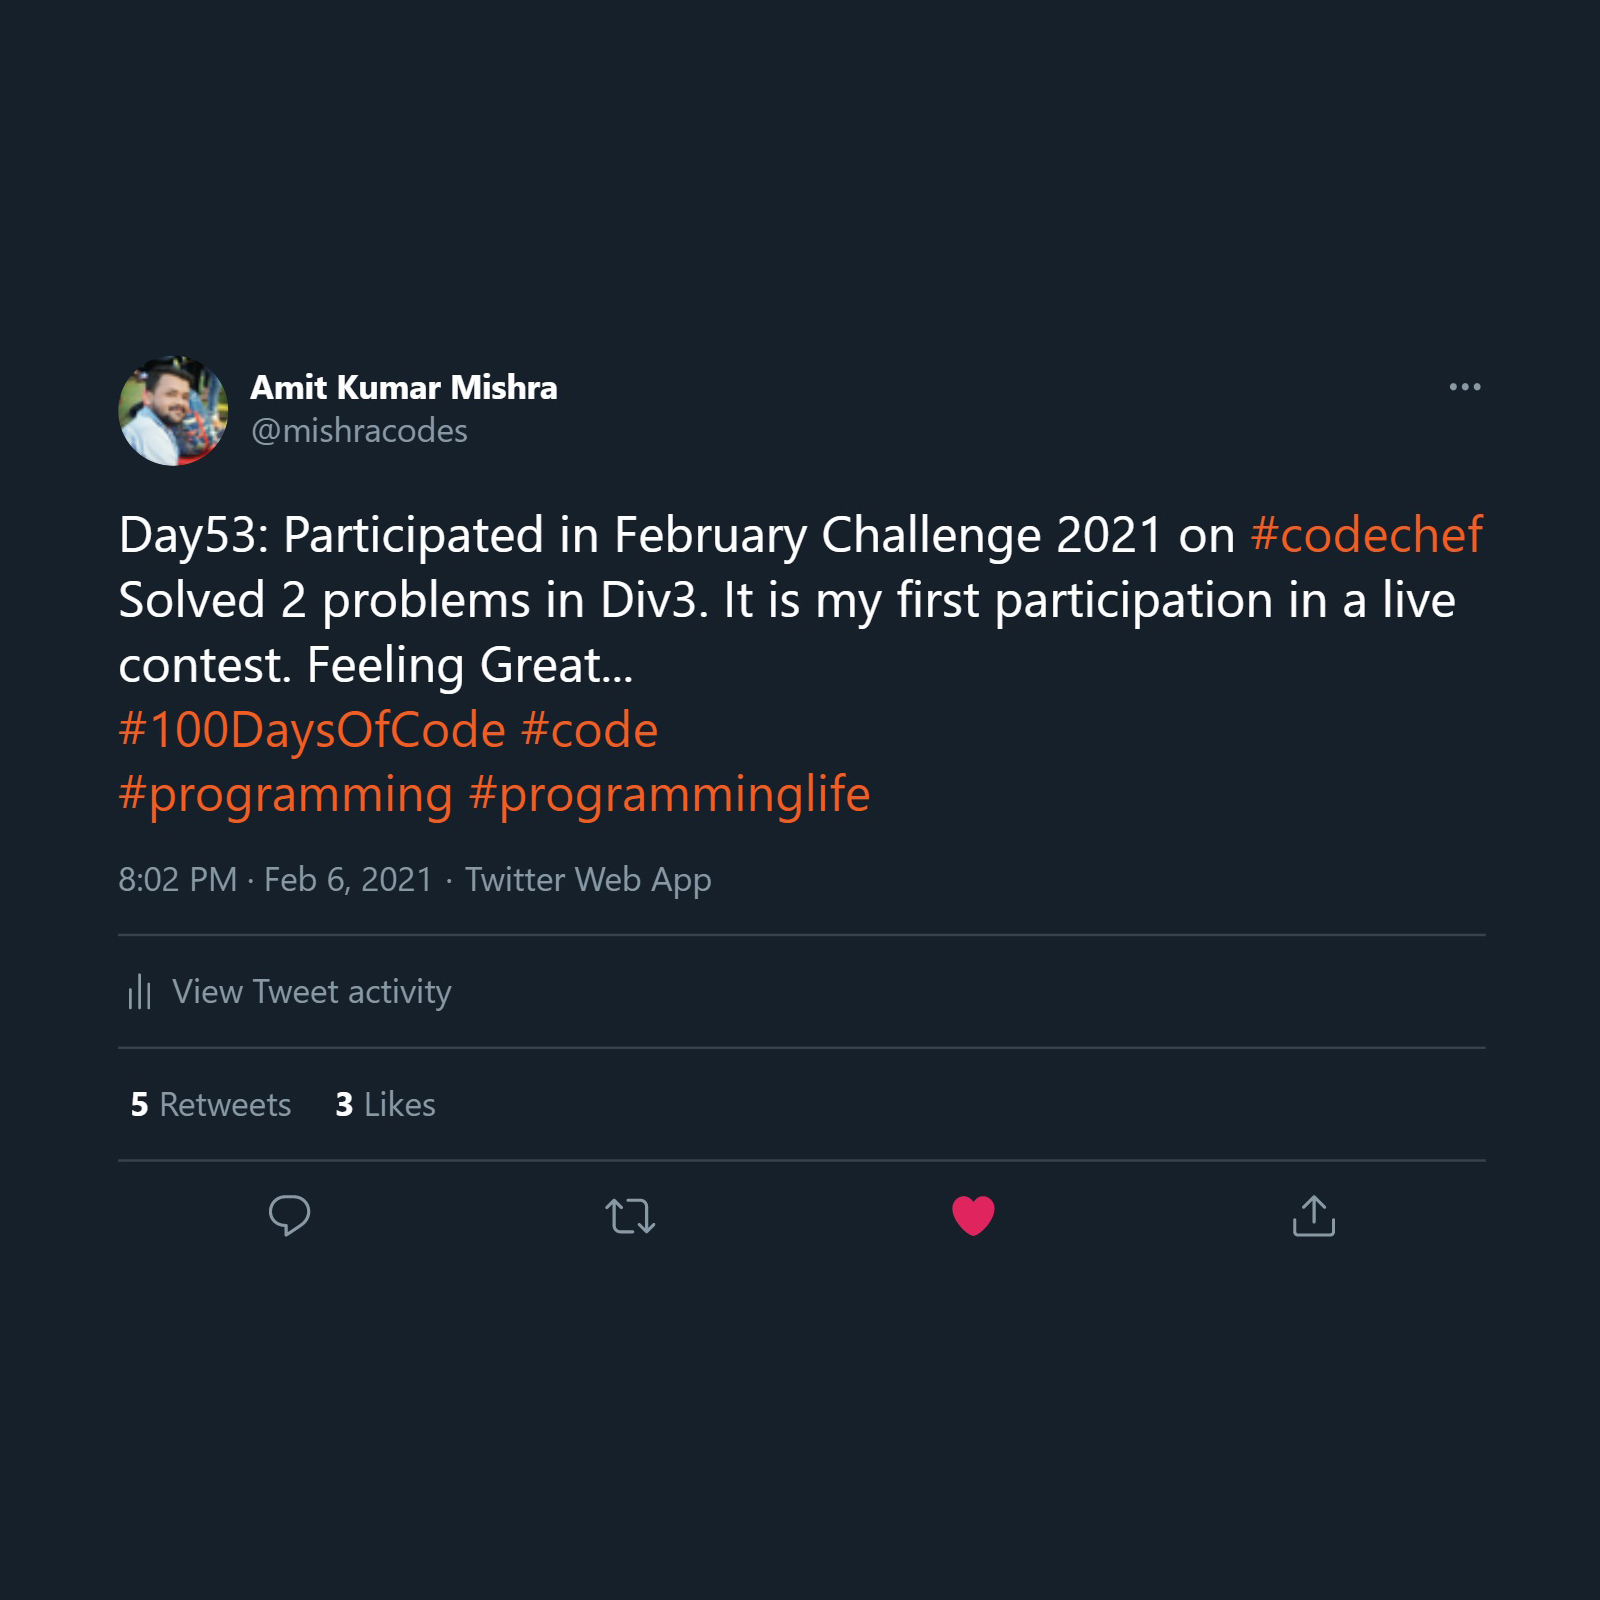 Amit Kumar Mishra
@mishracodes
Day53: Participated in February Challenge 2021 on #codechef
Solved 2 problems in Div3. It is my first participation in a live
contest. Feeling Great...
#100DaysOfCode #code
#programming #programminglife
8:02 PM · Feb 6, 2021 · Twitter Web App
View Tweet activity
5 Retweets 3 Likes